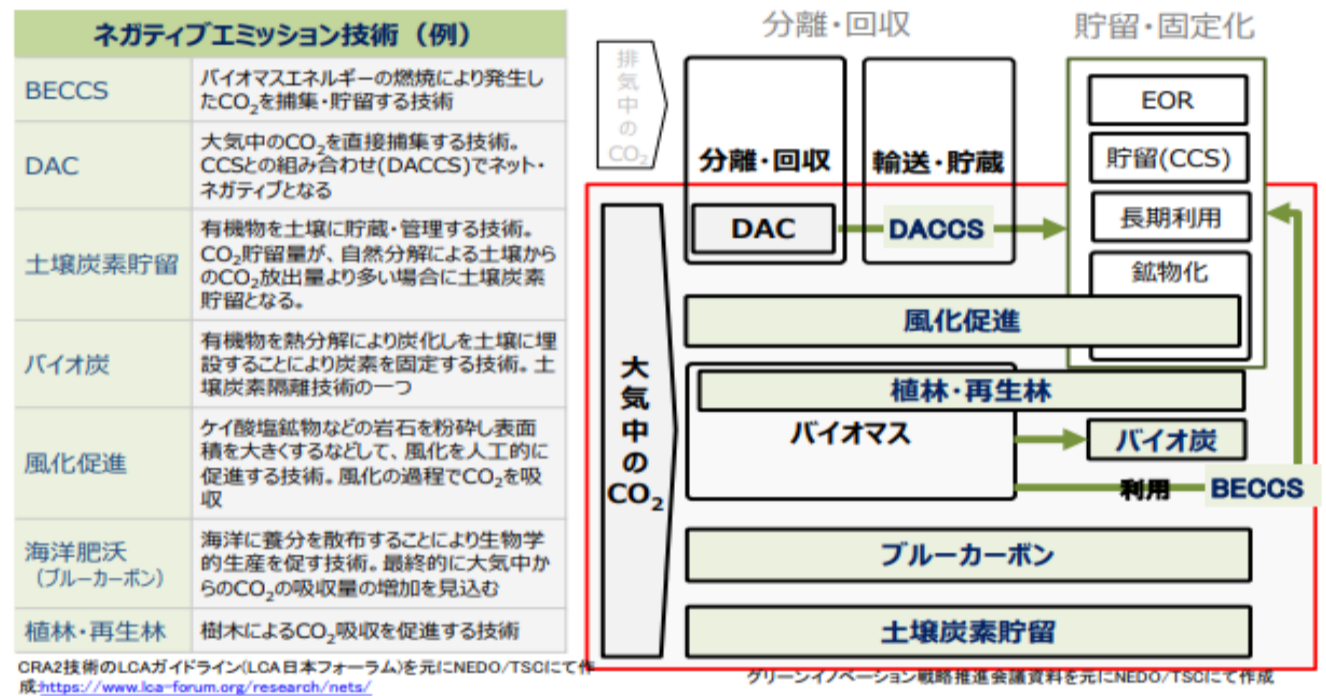 ネガティブエミッション技術（例）
BECCS
バイオマスエネルギーの燃焼により発生し
たCO₂を捕集・貯留する技術
DAC
大気中のCO₂を直接捕集する技術。
CCSとの組み合わせ(DACCS)でネット・
ネガティブとなる
土壌炭素貯留
有機物を土壌に貯蔵・管理する技術。
CO₂貯留量が、自然分解による土壌から
のCO₂放出量より多い場合に土壌炭素
貯留となる。
バイオ炭
有機物を熱分解により炭化しを土壌に埋
設することにより炭素を固定する技術。土
壌炭素隔離技術の一つ
風化促進
ケイ酸塩鉱物などの岩石を粉砕し表面
積を大きくするなどして、風化を人工的に
促進する技術。風化の過程でCO₂を吸
収
海洋肥沃
（ブルーカーボン）
海洋に養分を散布することにより生物学
的生産を促す技術。最終的に大気中か
らのCO₂の吸収量の増加を見込む
植林・再生林
樹木によるCO₂吸収を促進する技術
CRA2技術のLCAガイドライン(LCA日本フォーラム)を元にNEDO/TSCにて作
成:https://www.lca-forum.org/research/nets/
分離・回収
貯留・固定化
排気中のCO₂
分離・回収
輸送・貯蔵
EOR
貯留(CCS)
長期利用
鉱物化
大気中のCO₂
DAC
DACCS
風化促進
植林・再生林
バイオマス
バイオ炭
利用
BECCS
ブルーカーボン
土壌炭素貯留
グリーンイノベーション戦略推進会議資料を元にNEDO/TSCにて作成